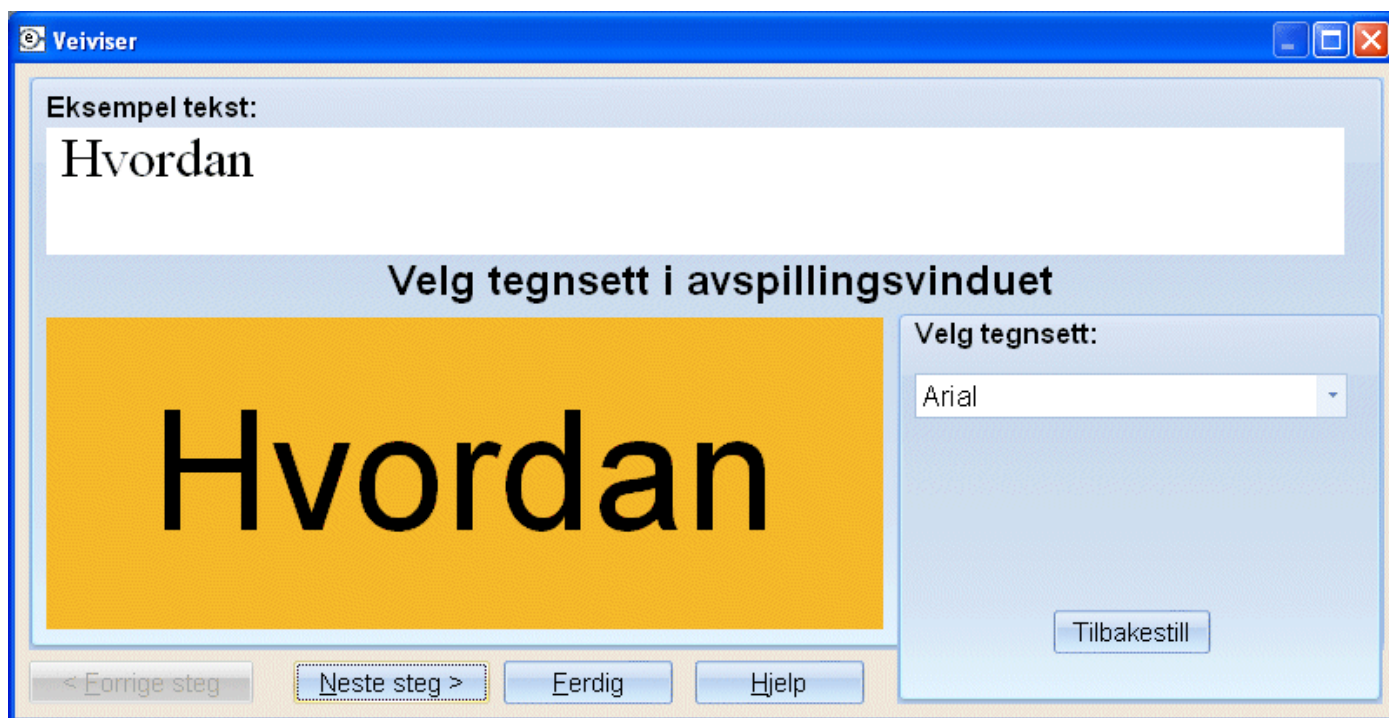 Veiviser
Eksempel tekst:
Hvordan
Velg tegnsett i avspillingsvinduet
Hvordan
Velg tegnsett:
Arial
Tilbakestill
< Forrige steg
Neste steg >
Ferdig
Hjelp